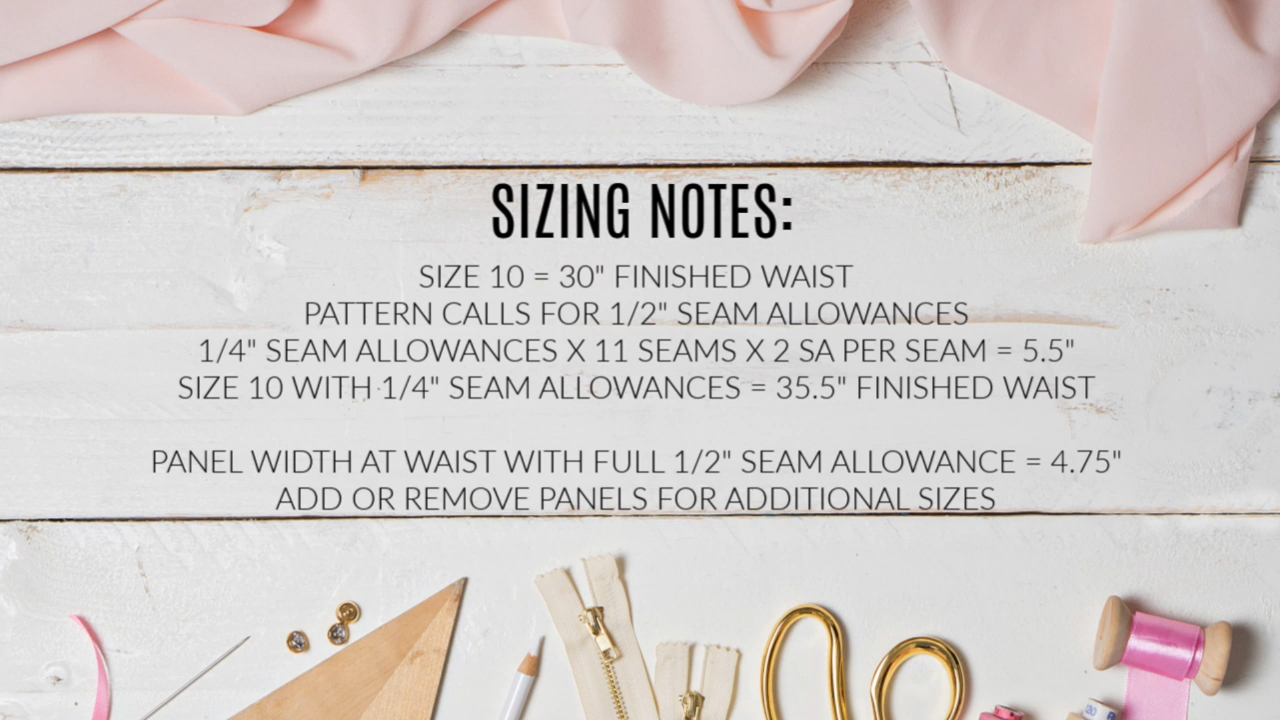 SIZING NOTES:
SIZE 10 = 30" FINISHED WAIST
PATTERN CALLS FOR 1/2" SEAM ALLOWANCES
1/4" SEAM ALLOWANCES X 11 SEAMS X 2 SA PER SEAM = 5.5"
SIZE 10 WITH 1/4" SEAM ALLOWANCES = 35.5" FINISHED WAIST
PANEL WIDTH AT WAIST WITH FULL 1/2" SEAM ALLOWANCE = 4.75"
ADD OR REMOVE PANELS FOR ADDITIONAL SIZES